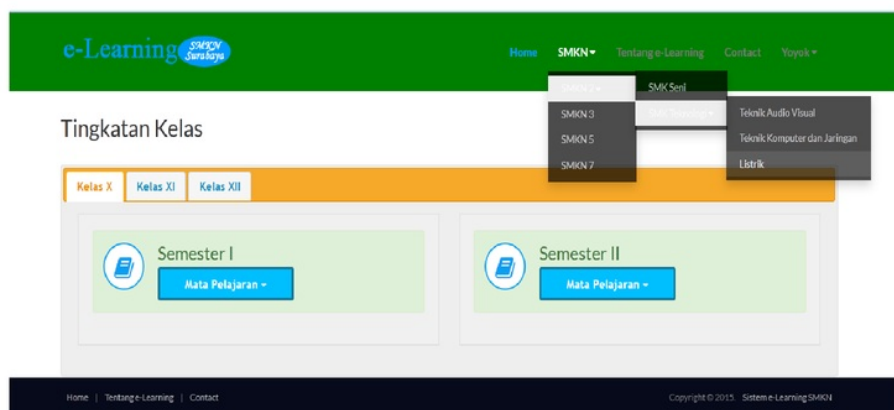 e-Learning SMKN Surabaya
Home SMKN Tentang e-Learning Contact Yoyok
SMK Seni
SMKN 3
SMKN 5
SMKN 7
Teknik Audio Visual
Teknik Komputer dan Jaringan
Listrik
Tingkatan Kelas
Kelas X Kelas XI Kelas XII
Semester I
Mata Pelajaran
Semester II
Mata Pelajaran
Home | Tentang e-Learning | Contact
Copyright © 2015. Sistem e-Learning SMKN